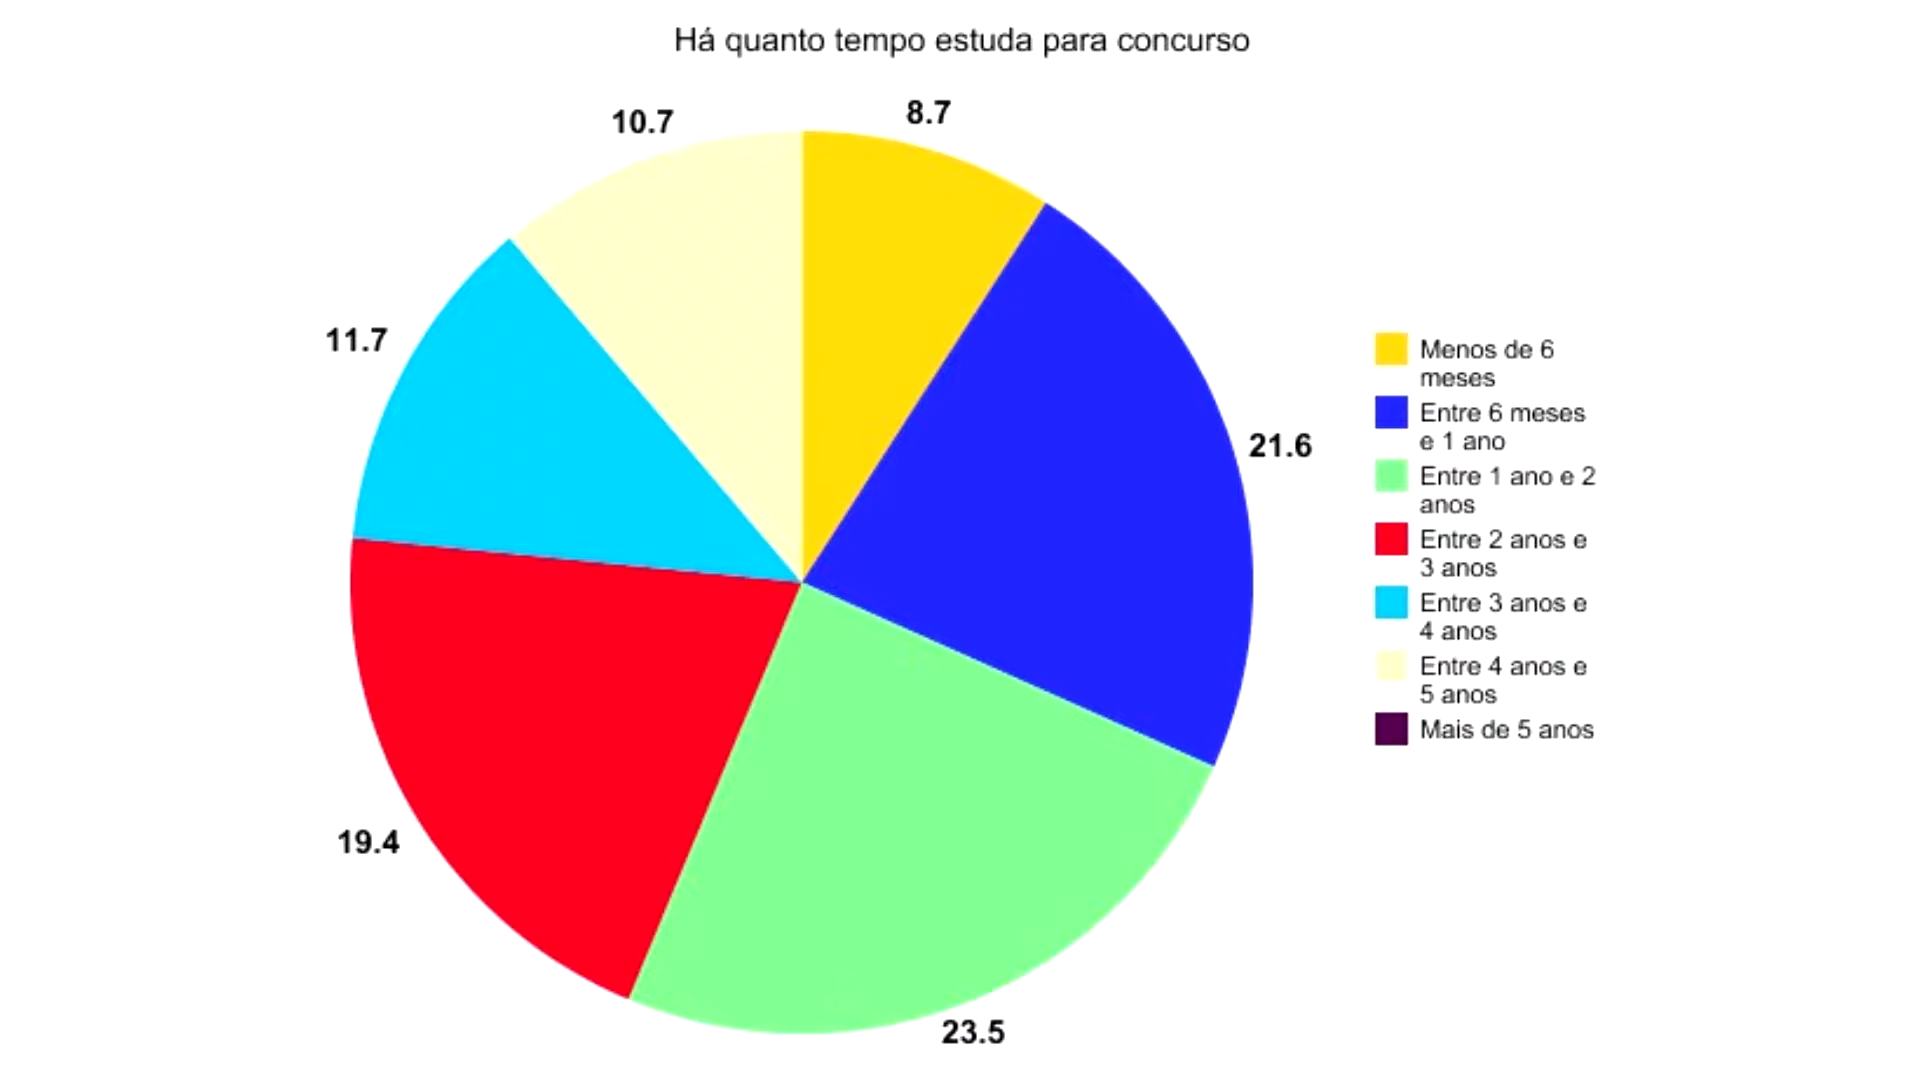 Há quanto tempo estuda para concurso
10.7
8.7
11.7
21.6
19.4
23.5
Menos de 6
meses
Entre 6 meses
e 1 ano
Entre 1 ano e 2
anos
Entre 2 anos e
3 anos
Entre 3 anos e
4 anos
Entre 4 anos e
5 anos
Mais de 5 anos